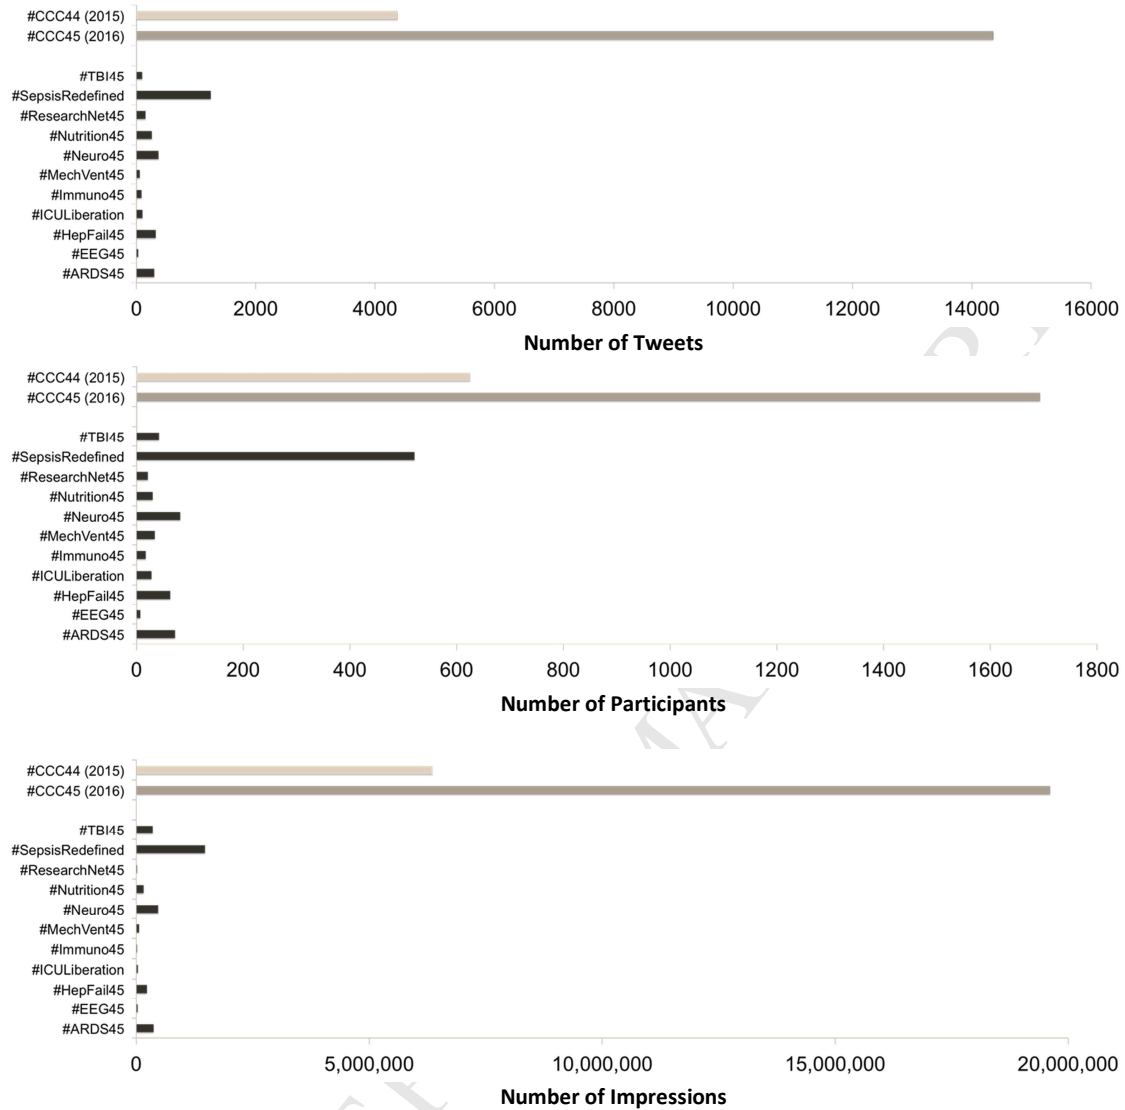 #CCC44 (2015)
#CCC45 (2016)
#TBI45
#SepsisRedefined
#ResearchNet45
#Nutrition45
#Neuro45
#MechVent45
#Immuno45
#ICULiberation
#HepFail45
#EEG45
#ARDS45
0 2000 4000 6000 8000 10000 12000 14000 16000
Number of Tweets
#CCC44 (2015)
#CCC45 (2016)
#TBI45
#SepsisRedefined
#ResearchNet45
#Nutrition45
#Neuro45
#MechVent45
#Immuno45
#ICULiberation
#HepFail45
#EEG45
#ARDS45
0 200 400 600 800 1000 1200 1400 1600 1800
Number of Participants
#CCC44 (2015)
#CCC45 (2016)
#TBI45
#SepsisRedefined
#ResearchNet45
#Nutrition45
#Neuro45
#MechVent45
#Immuno45
#ICULiberation
#HepFail45
#EEG45
#ARDS45
0 5,000,000 10,000,000 15,000,000 20,000,000
Number of Impressions